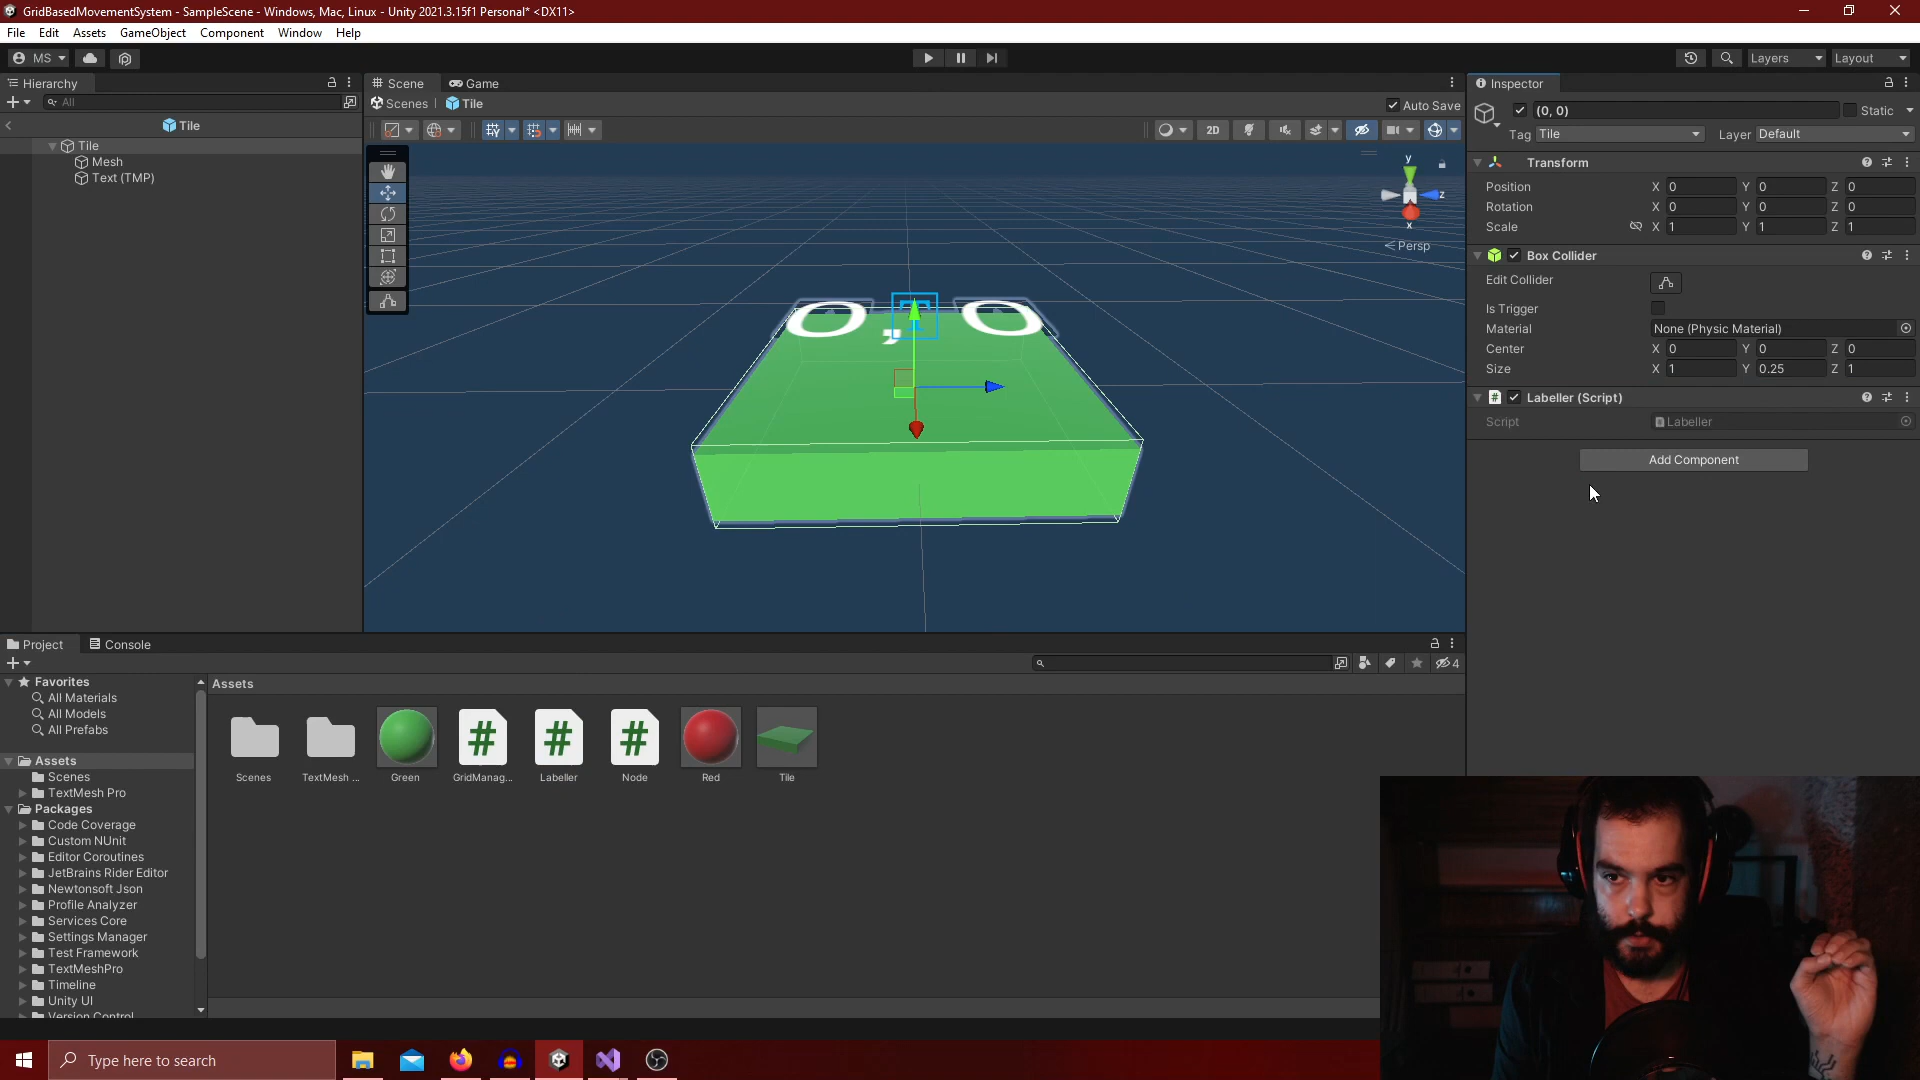 GridBasedMovementSystem - SampleScene - Windows, Mac, Linux - Unity 2021.3.15f1 Personal* <DX11>
File Edit Assets GameObject Component Window Help
MS Layers Layout
Hierarchy
All
Tile
Tile
Mesh
Text (TMP)
Scene Game
Scenes Tile Auto Save
2D
y
z
x
Persp
0, 0
Inspector
(0, 0) Static
Tag Tile Layer Default
Transform
Position X 0 Y 0 Z 0
Rotation X 0 Y 0 Z 0
Scale X 1 Y 1 Z 1
Box Collider
Edit Collider
Is Trigger
Material None (Physic Material)
Center X 0 Y 0 Z 0
Size X 1 Y 0.25 Z 1
# Labeller (Script)
Script Labeller
Add Component
Project Console
4
Favorites
All Materials
All Models
All Prefabs
Assets
Scenes
TextMesh Pro
Packages
Code Coverage
Custom NUnit
Editor Coroutines
JetBrains Rider Editor
Newtonsoft Json
Profile Analyzer
Services Core
Settings Manager
Test Framework
TextMeshPro
Timeline
Unity UI
Version Control
Assets
# # #
Scenes TextMesh ... Green GridManag... Labeller Node Red Tile
Type here to search